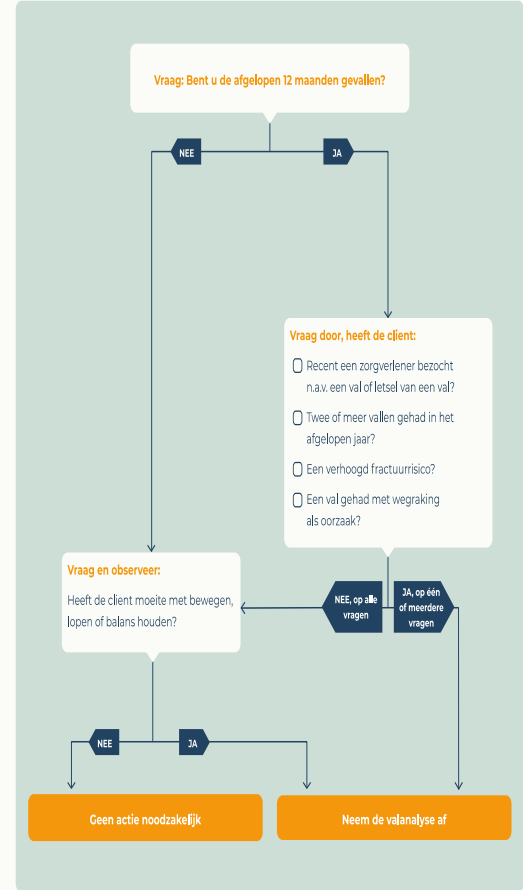 Vraag: Bent u de afgelopen 12 maanden gevallen?
NEE
JA
Vraag door, heeft de client:
Recent een zorgverlener bezocht
n.a.v. een val of letsel van een val?
Twee of meer vallen gehad in het
afgelopen jaar?
Een verhoogd fractuurrisico?
Een val gehad met wegraking
als oorzaak?
NEE, op alle
vragen
JA, op één
of meerdere
vragen
Vraag en observeer:
Heeft de client moeite met bewegen,
lopen of balans houden?
NEE
JA
Geen actie noodzakelijk
Neem de valanalyse af